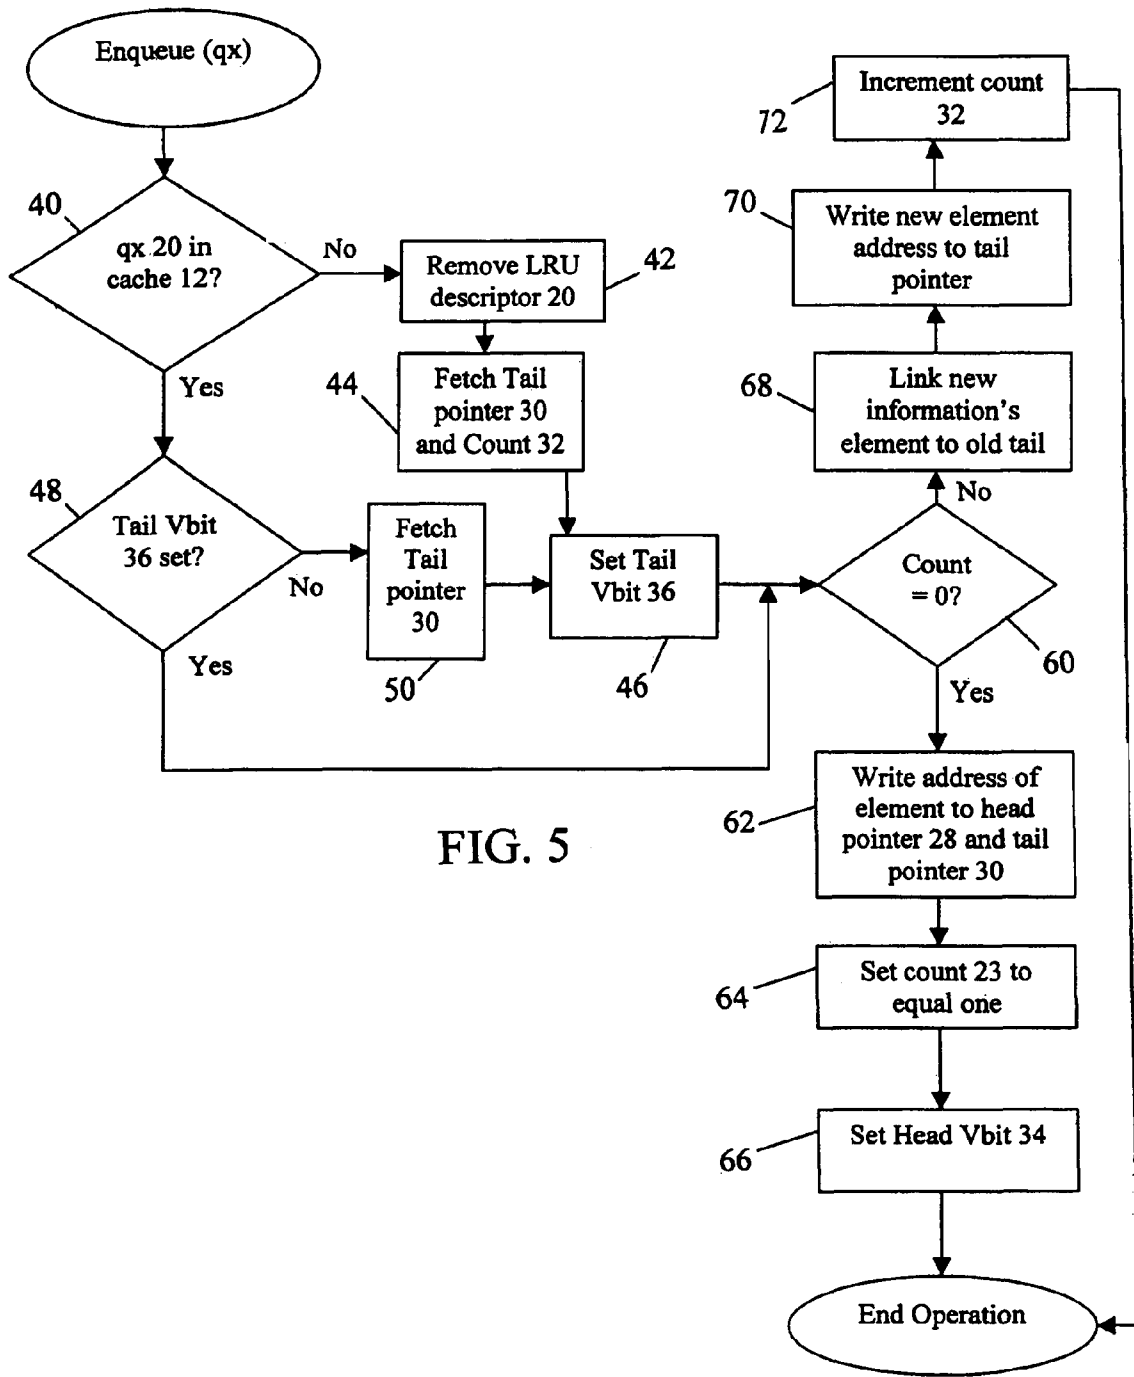 Enqueue (qx)
40
qx 20 in
cache 12?
No
Yes
Remove LRU
descriptor 20
42
44
Fetch Tail
pointer 30
and Count 32
48
Tail Vbit
36 set?
No
Yes
Fetch
Tail
pointer
30
50
Set Tail
Vbit 36
46
Count
= 0?
60
No
Yes
68
Link new
information's
element to old tail
70
Write new element
address to tail
pointer
72
Increment count
32
62
Write address of
element to head
pointer 28 and tail
pointer 30
64
Set count 23 to
equal one
66
Set Head Vbit 34
End Operation
FIG. 5